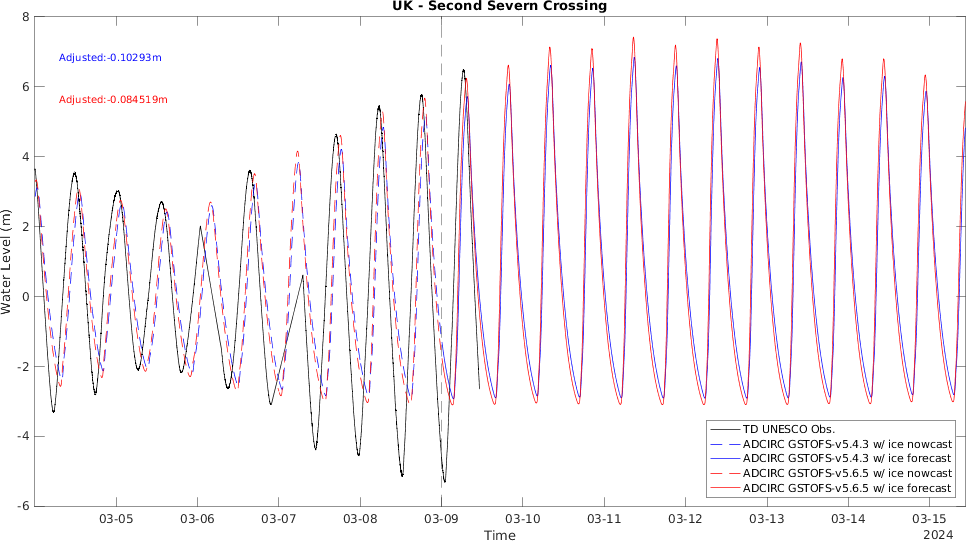 UK - Second Severn Crossing
8
6
4
2
0
-2
-4
-6
Water Level (m)
Adjusted:-0.10293m
Adjusted:-0.084519m
TD UNESCO Obs.
ADCIRC GSTOFS-v5.4.3 w/ ice nowcast
ADCIRC GSTOFS-v5.4.3 w/ ice forecast
ADCIRC GSTOFS-v5.6.5 w/ ice nowcast
ADCIRC GSTOFS-v5.6.5 w/ ice forecast
03-05 03-06 03-07 03-08 03-09 03-10 03-11 03-12 03-13 03-14 03-15
Time
2024